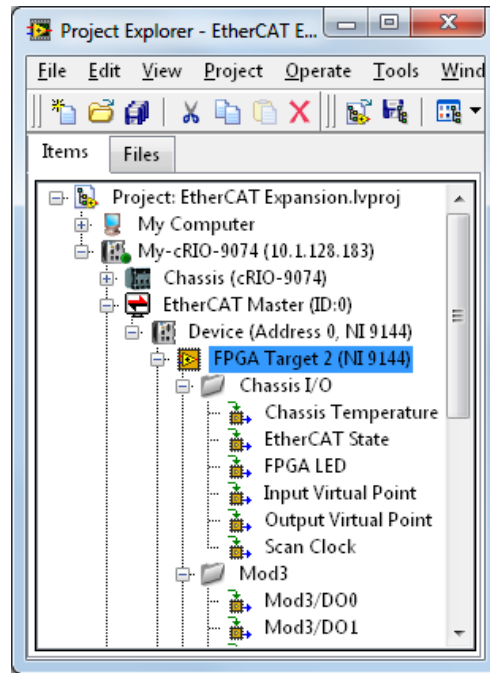 Project Explorer - EtherCAT E...
File Edit View Project Operate Tools Wind
Items Files
Project: EtherCAT Expansion.lvproj
My Computer
My-cRIO-9074 (10.1.128.183)
Chassis (cRIO-9074)
EtherCAT Master (ID:0)
Device (Address 0, NI 9144)
FPGA Target 2 (NI 9144)
Chassis I/O
Chassis Temperature
EtherCAT State
FPGA LED
Input Virtual Point
Output Virtual Point
Scan Clock
Mod3
Mod3/DO0
Mod3/DO1